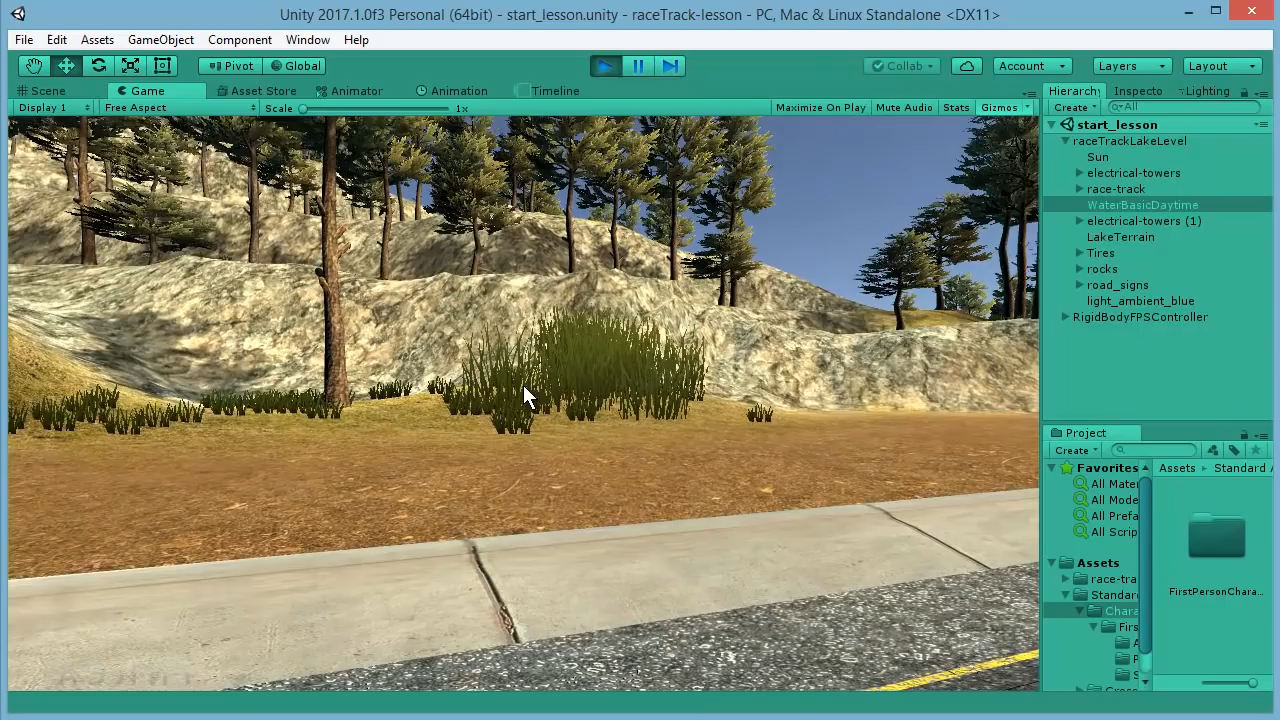 Unity 2017.1.0f3 Personal (64bit) - start_lesson.unity - raceTrack-lesson - PC, Mac & Linux Standalone <DX11>
File Edit Assets GameObject Component Window Help
Pivot Global Collab Account Layers Layout
Scene Game Asset Store Animator Animation Timeline Hierarchy Inspecto Lighting
Display 1 Free Aspect Scale 1x Maximize On Play Mute Audio Stats Gizmos Create All
start_lesson
raceTrackLakeLevel
Sun
electrical-towers
race-track
WaterBasicDaytime
electrical-towers (1)
LakeTerrain
Tires
rocks
road_signs
light_ambient_blue
RigidBodyFPSController
Project
Create
Favorites Assets Standard
All Mater
All Mode
All Prefa
All Scrip
Assets
race-tra
Standar
Chara
Firs
FirstPersonChara...